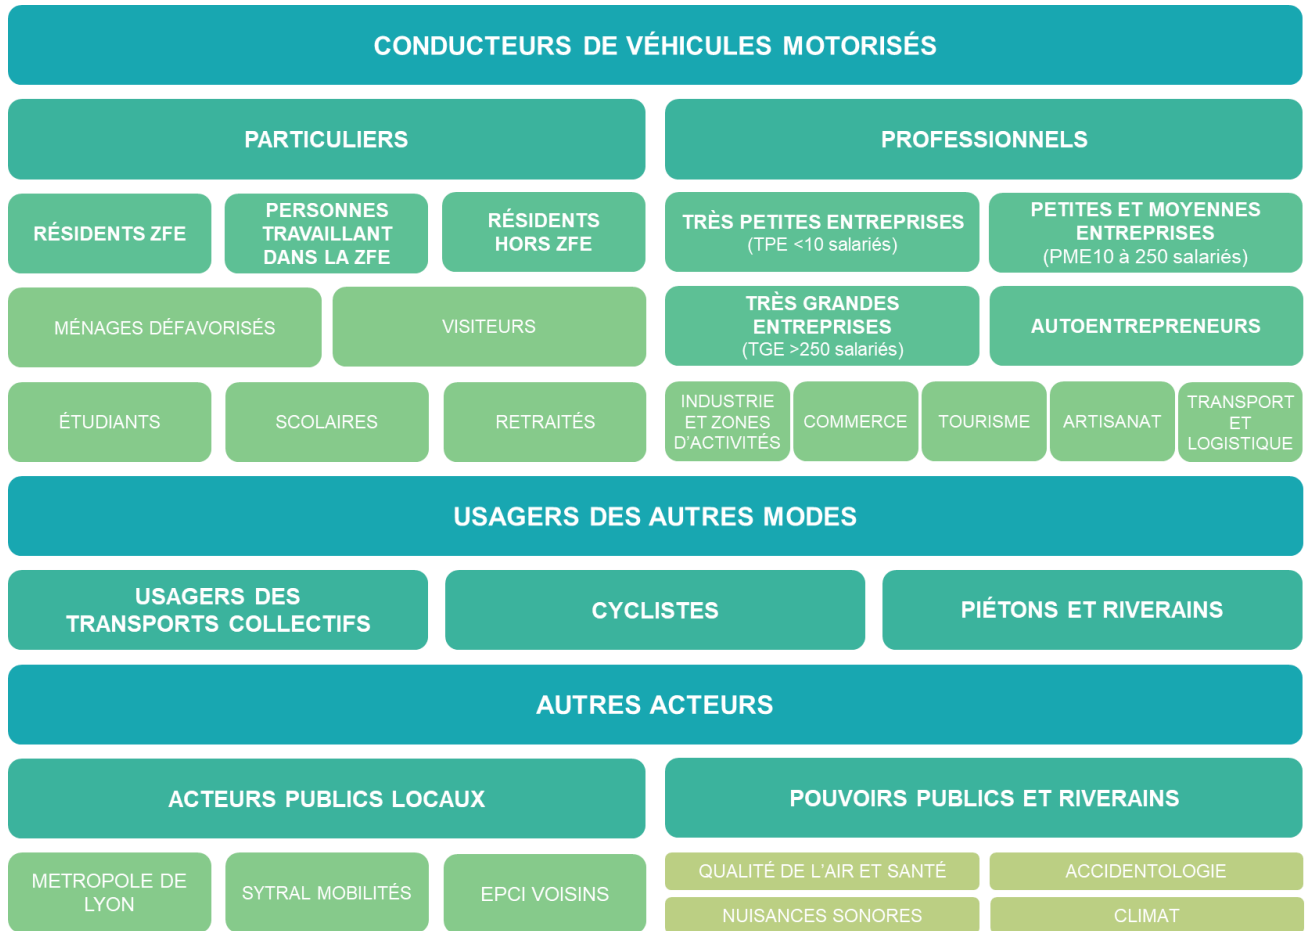 CONDUCTEURS DE VÉHICULES MOTORISÉS
PARTICULIERS
PROFESSIONNELS
RÉSIDENTS ZFE
PERSONNES
TRAVAILLANT
DANS LA ZFE
RÉSIDENTS
HORS ZFE
TRÈS PETITES ENTREPRISES
(TPE <10 salariés)
PETITES ET MOYENNES
ENTREPRISES
(PME10 à 250 salariés)
MÉNAGES DÉFAVORISÉS
VISITEURS
TRÈS GRANDES
ENTREPRISES
(TGE >250 salariés)
AUTOENTREPRENEURS
ÉTUDIANTS
SCOLAIRES
RETRAITÉS
INDUSTRIE
ET ZONES
D'ACTIVITÉS
COMMERCE
TOURISME
ARTISANAT
TRANSPORT
ET
LOGISTIQUE
USAGERS DES AUTRES MODES
USAGERS DES
TRANSPORTS COLLECTIFS
CYCLISTES
PIÉTONS ET RIVERAINS
AUTRES ACTEURS
ACTEURS PUBLICS LOCAUX
POUVOIRS PUBLICS ET RIVERAINS
METROPOLE DE
LYON
SYTRAL MOBILITÉS
EPCI VOISINS
QUALITÉ DE L'AIR ET SANTÉ
ACCIDENTOLOGIE
NUISANCES SONORES
CLIMAT